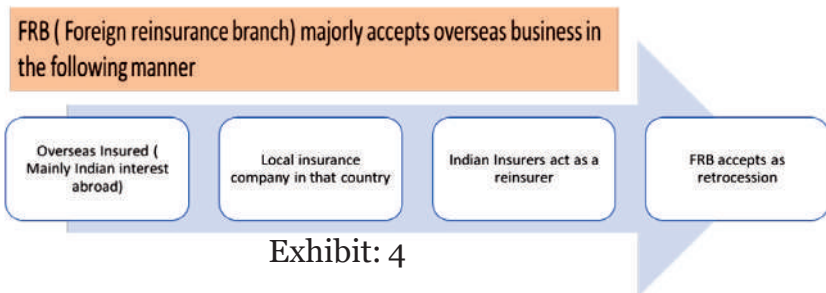 FRB ( Foreign reinsurance branch) majorly accepts overseas business in
the following manner
Overseas Insured (
Mainly Indian interest
abroad)
Local insurance
company in that country
Indian Insurers act as a
reinsurer
FRB accepts as
retrocession
Exhibit: 4